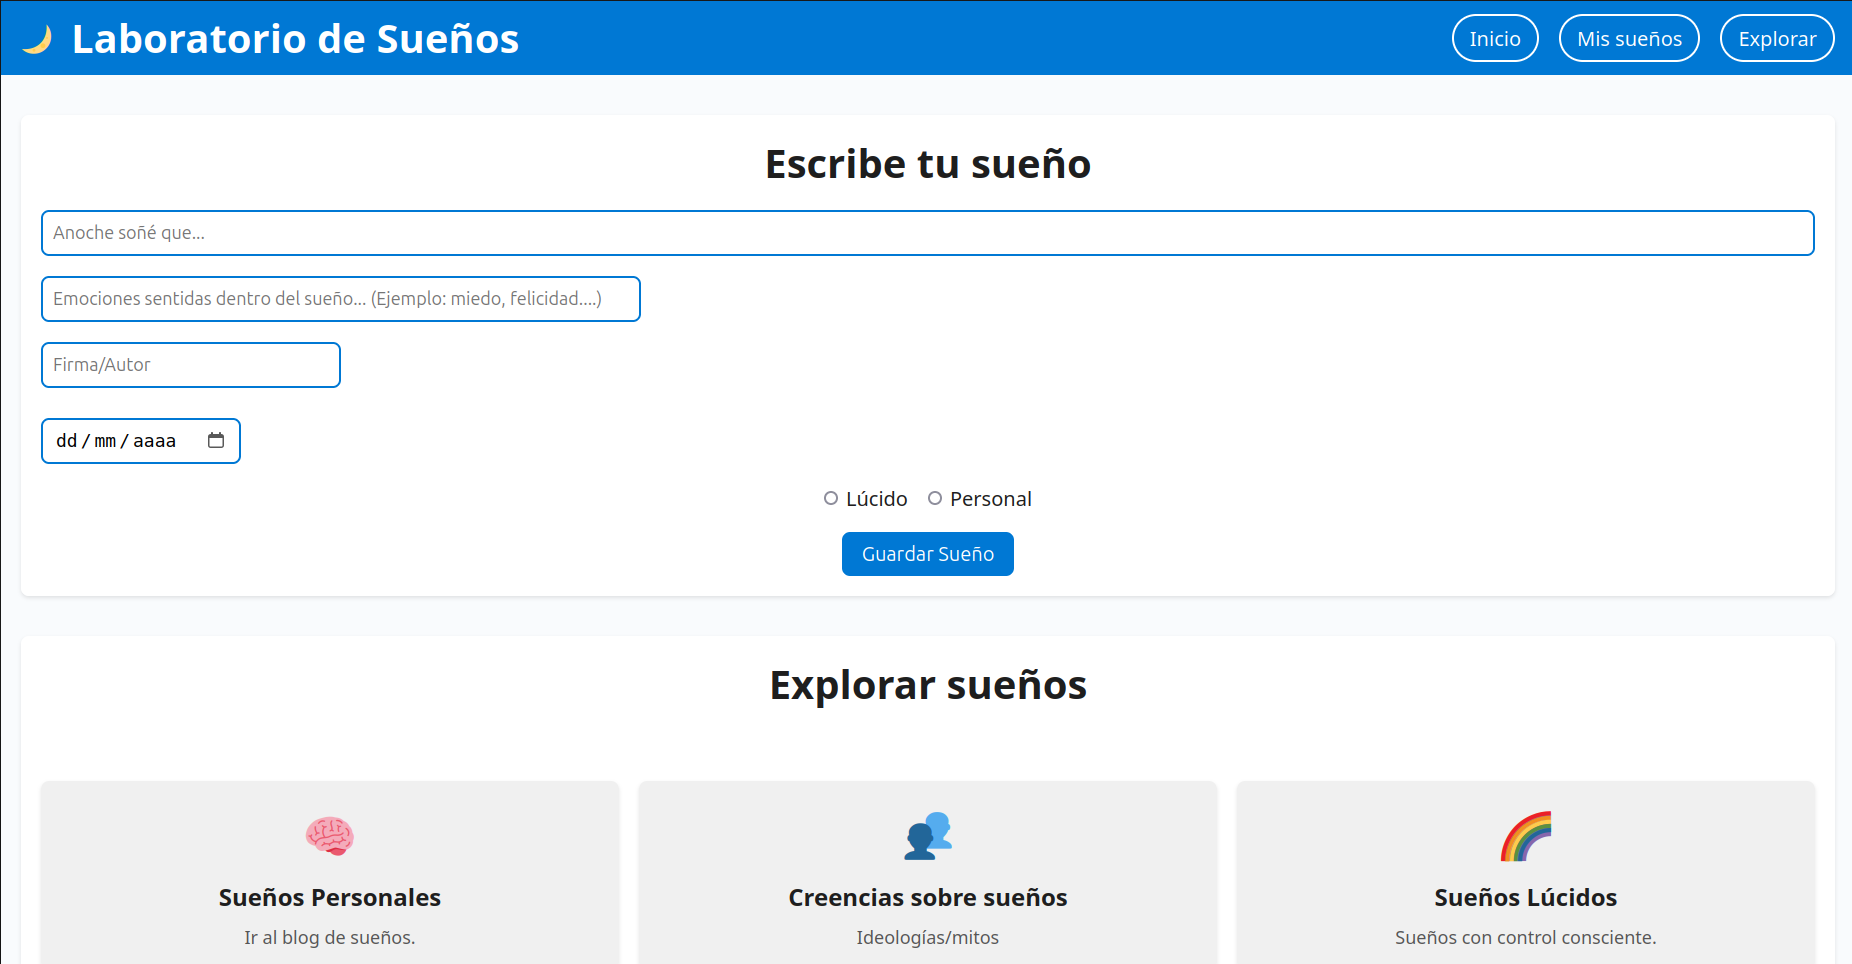 Laboratorio de Sueños
Inicio
Mis sueños
Explorar
Escribe tu sueño
Anoche soñé que...
Emociones sentidas dentro del sueño... (Ejemplo: miedo, felicidad....)
Firma/Autor
dd/mm/aaaa
Lúcido
Personal
Guardar Sueño
Explorar sueños
Sueños Personales
Ir al blog de sueños.
Creencias sobre sueños
Ideologías/mitos
Sueños Lúcidos
Sueños con control consciente.